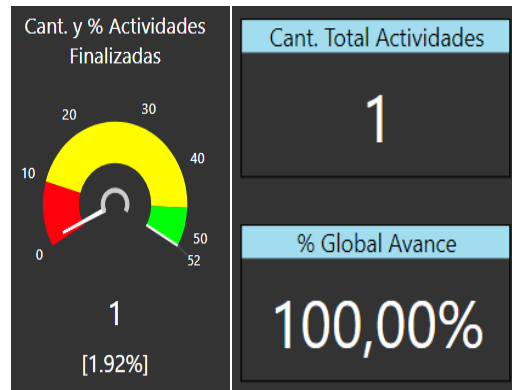 Cant. y % Actividades
Finalizadas
0
10
20
30
40
50
52
1
[1.92%]
Cant. Total Actividades
1
% Global Avance
100,00%